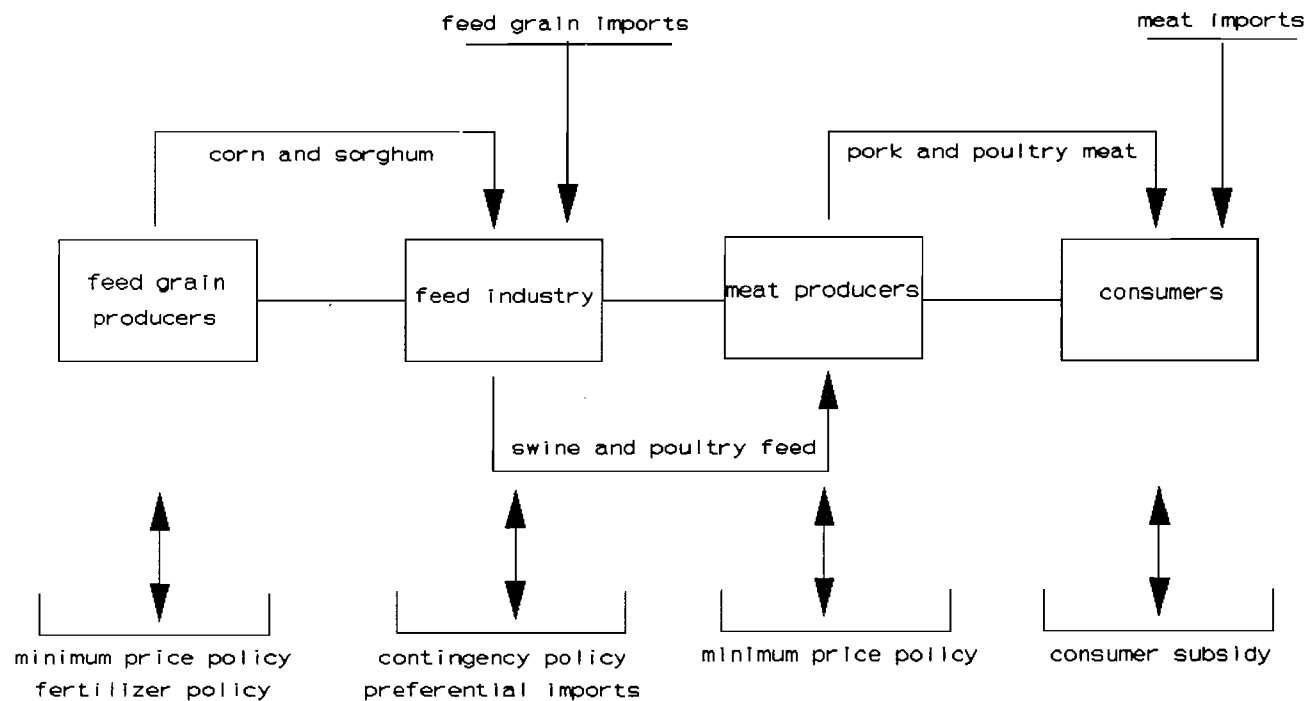 feed grain imports
meat imports
corn and sorghum
pork and poultry meat
feed grain
producers
feed industry
meat producers
consumers
swine and poultry feed
minimum price policy
fertilizer policy
contingency policy
preferential imports
minimum price policy
consumer subsidy